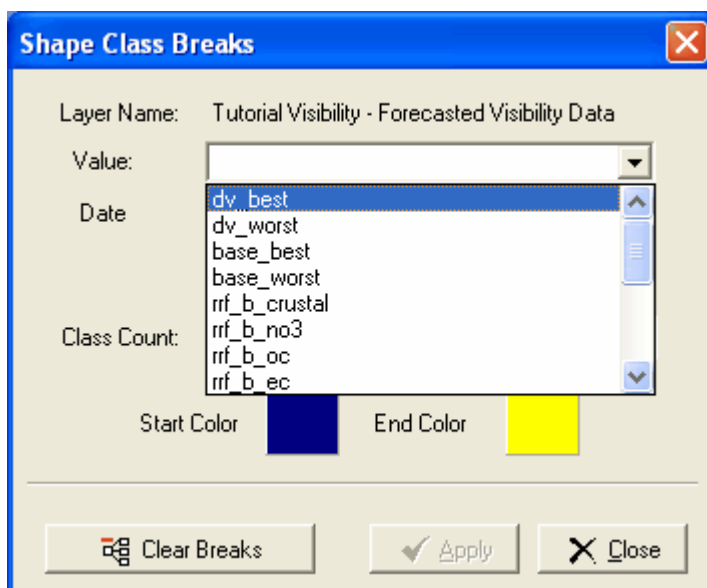 Shape Class Breaks
Layer Name: Tutorial Visibility - Forecasted Visibility Data
Value:
dv_best
Date
dv_worst
base_best
base_worst
rrf_b_crustal
Class Count:
rrf_b_no3
rrf_b_oc
rrf_b_ec
Start Color End Color
Clear Breaks Apply Close